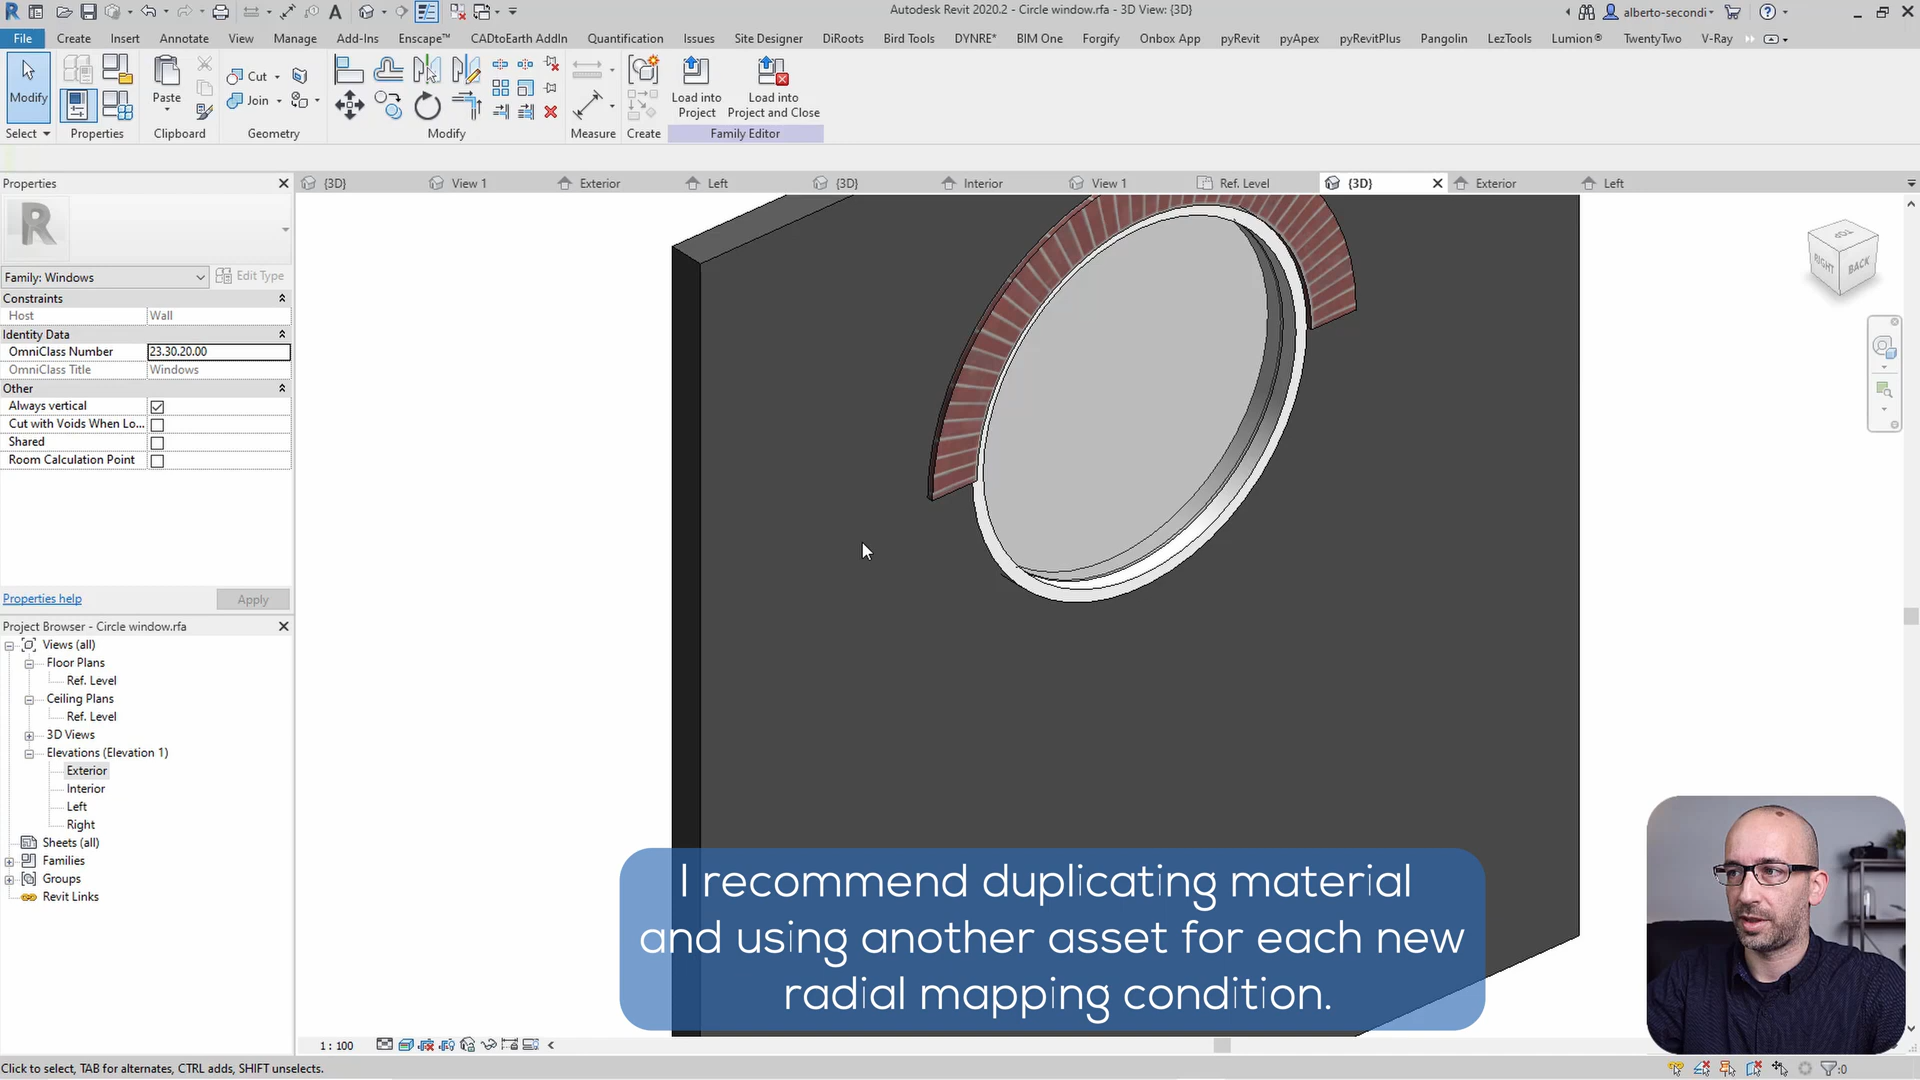 Autodesk Revit 2020.2 - Circle window.rfa - 3D View: {3D}
alberto-secondi
File Create Insert Annotate View Manage Add-Ins Enscape™ CADtoEarth AddIn Quantification Issues Site Designer DiRoots Bird Tools DYNRE* BIM One Forgify Onbox App pyRevit pyApex pyRevitPlus Pangolin LezTools Lumion® TwentyTwo V-Ray
Modify
Paste
Cut
Join
Load into
Project
Load into
Project and Close
Select Properties Clipboard Geometry Modify Measure Create Family Editor
Properties
{3D} View 1 Exterior Left {3D} Interior View 1 Ref. Level {3D} Exterior Left
R
Family: Windows
Edit Type
Constraints
Host Wall
Identity Data
OmniClass Number 23.30.20.00
OmniClass Title Windows
Other
Always vertical
Cut with Voids When Lo...
Shared
Room Calculation Point
Properties help
Apply
Project Browser - Circle window.rfa
Views (all)
Floor Plans
Ref. Level
Ceiling Plans
Ref. Level
3D Views
Elevations (Elevation 1)
Exterior
Interior
Left
Right
Sheets (all)
Families
Groups
Revit Links
TOP
RIGHT
BACK
I recommend duplicating material
and using another asset for each new
radial mapping condition.
1 : 100
Click to select, TAB for alternates, CTRL adds, SHIFT unselects.
:0